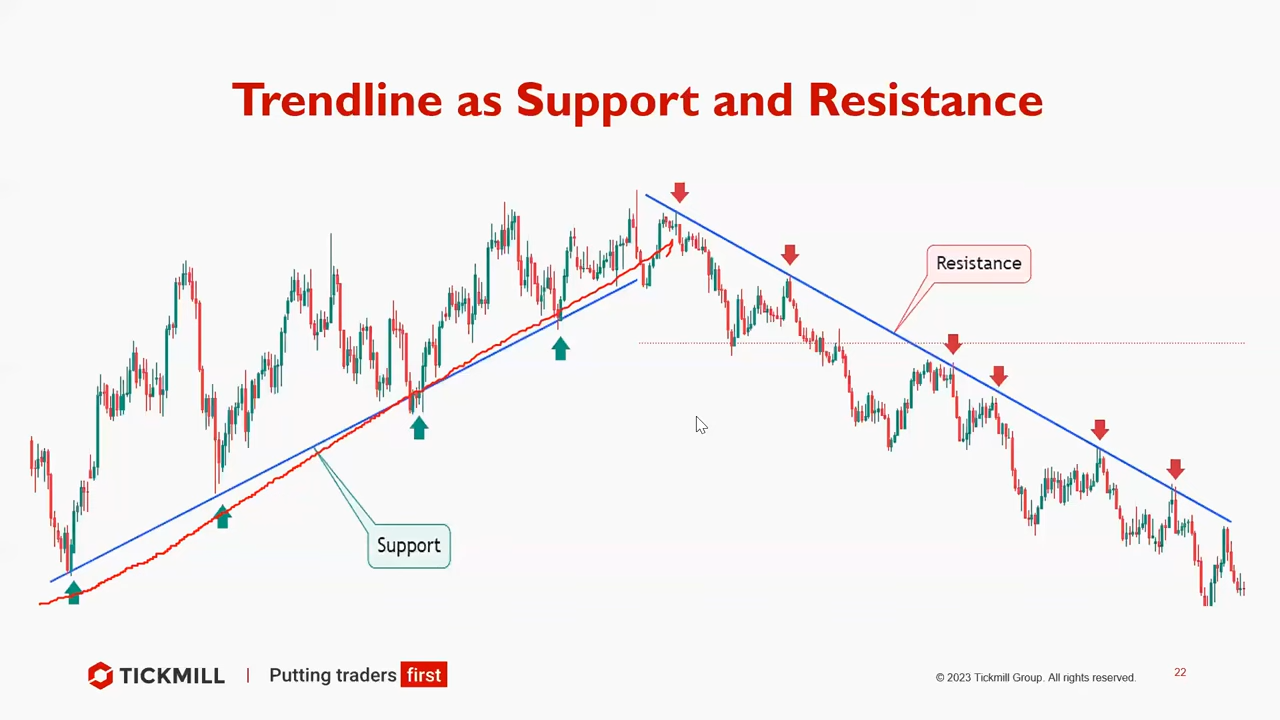 Trendline as Support and Resistance
Resistance
Support
TICKMILL | Putting traders first
© 2023 Tickmill Group. All rights reserved.
22